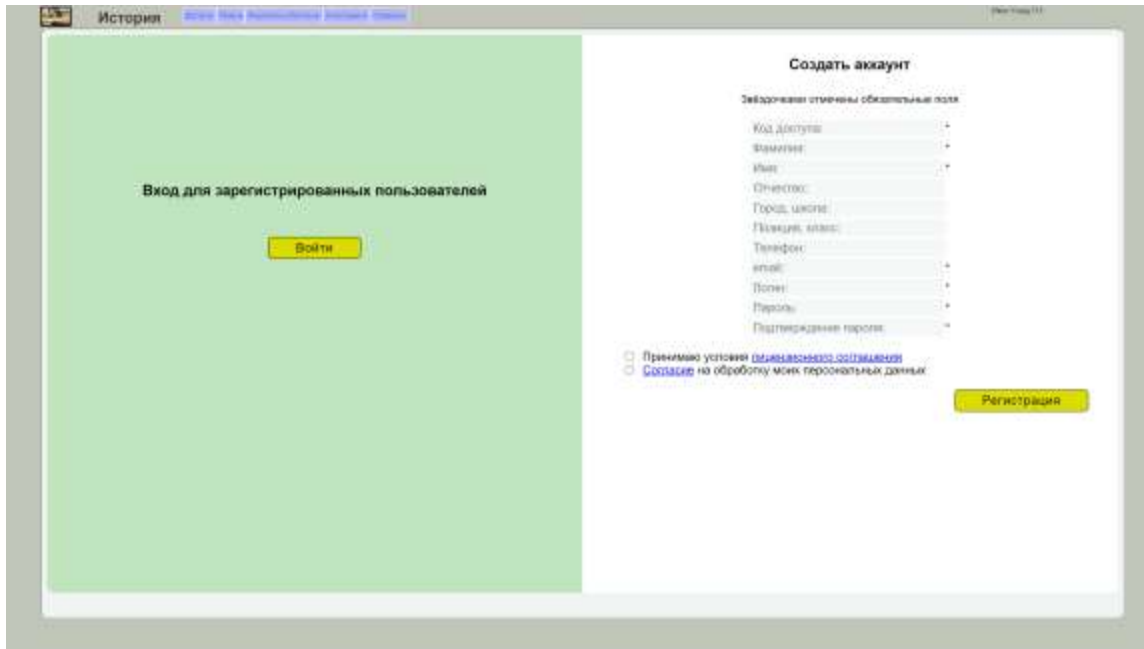 История
Вход для зарегистрированных пользователей
Войти
Создать аккаунт
Звёздочками отмечены обязательные поля
Код доступа: *
Фамилия: *
Имя: *
Отчество:
Город, школа:
Позиция, класс:
Телефон:
email: *
Логин: *
Пароль: *
Подтверждение пароля: *
Принимаю условия лицензионного соглашения
Согласие на обработку моих персональных данных
Регистрация